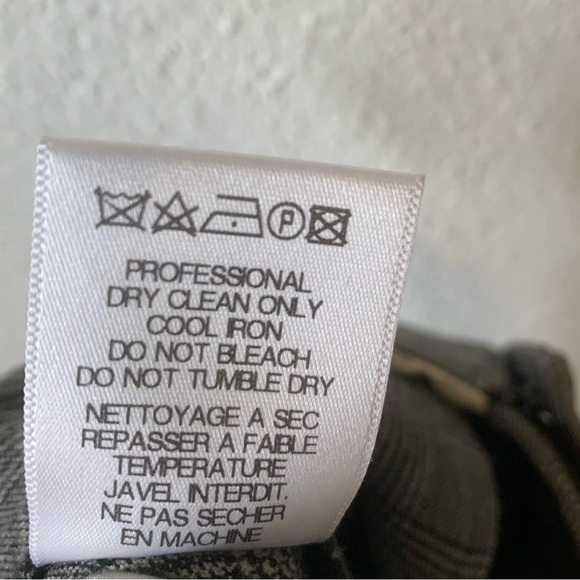 P
PROFESSIONAL
DRY CLEAN ONLY
COOL IRON
DO NOT BLEACH
DO NOT TUMBLE DRY
NETTOYAGE A SEC
REPASSER A FAIBLE
TEMPERATURE
JAVEL INTERDIT.
NE PAS SECHER
EN MACHINE